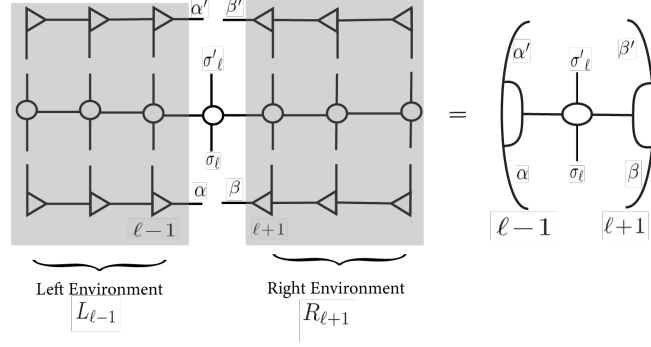 α′ β′
σ′ℓ
σℓ
α β
ℓ−1 ℓ+1
Left Environment Right Environment
Lℓ−1 Rℓ+1
=
α′ σ′ℓ β′
α σℓ β
ℓ−1 ℓ+1